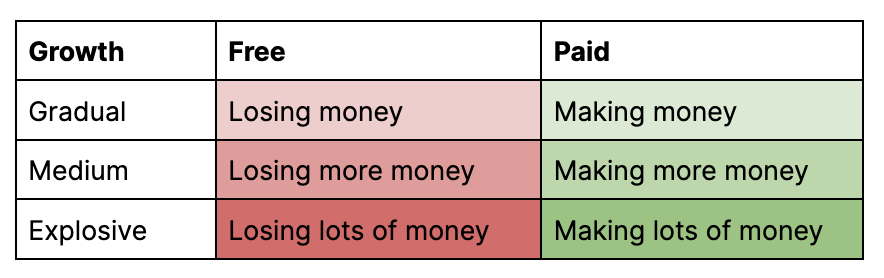 Growth Free Paid
Gradual Losing money Making money
Medium Losing more money Making more money
Explosive Losing lots of money Making lots of money